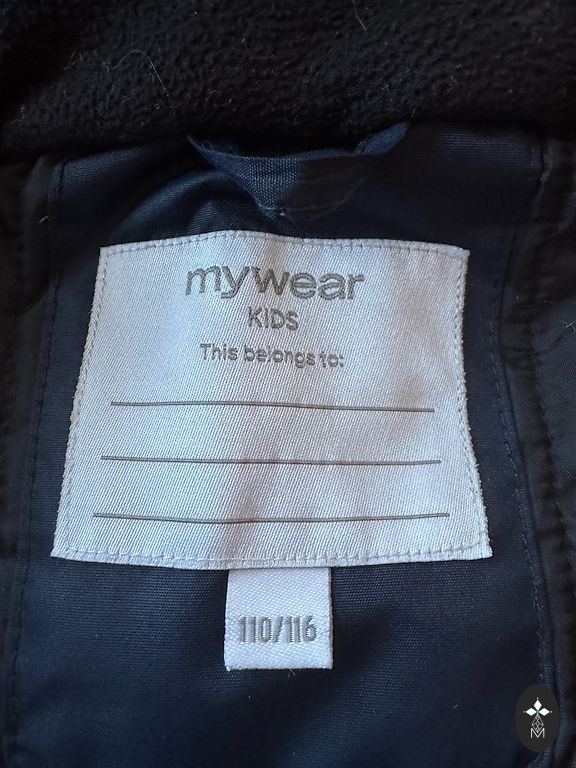 mywear
KIDS
This belongs to:
110/116
M